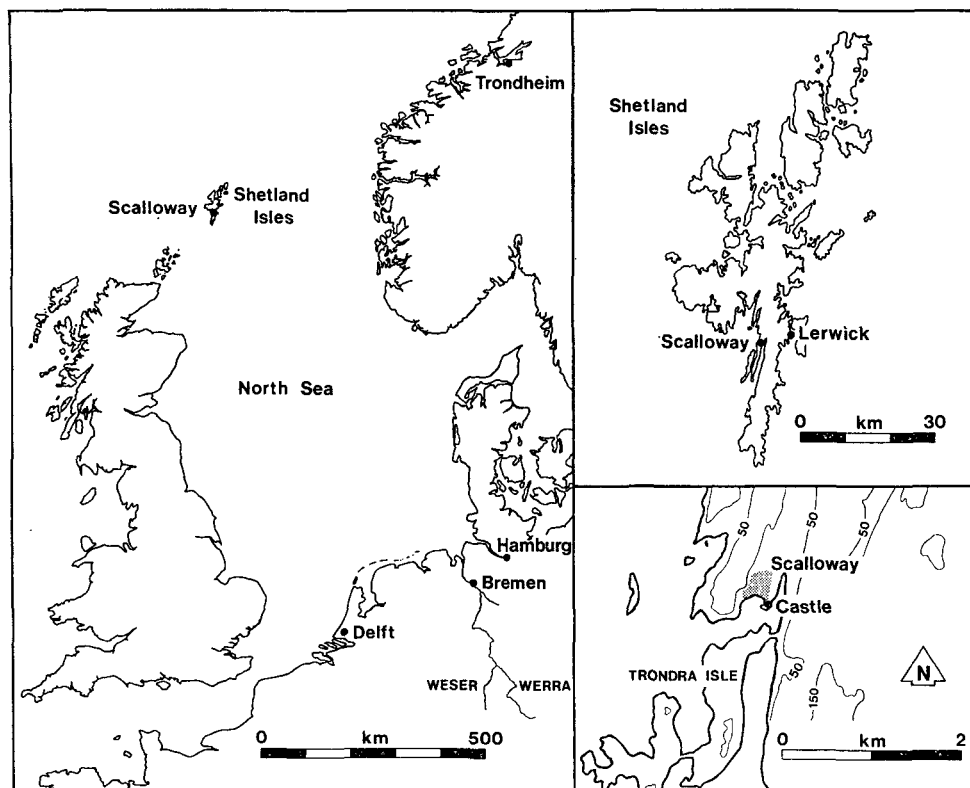 Trondheim
Shetland
Isles
Scalloway
North Sea
Hamburg
Bremen
Delft
WESER
WERRA
0 500
km
Shetland
Isles
Scalloway
Lerwick
0 km 30
50
50
50
Scalloway
Castle
TRONDRA ISLE
50
150
N
0 km 2